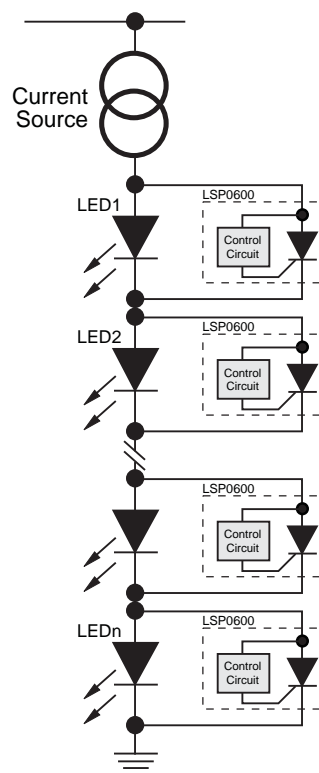 Current
Source
LED1
LSP0600
Control
Circuit
LED2
LSP0600
Control
Circuit
LSP0600
Control
Circuit
LEDn
LSP0600
Control
Circuit